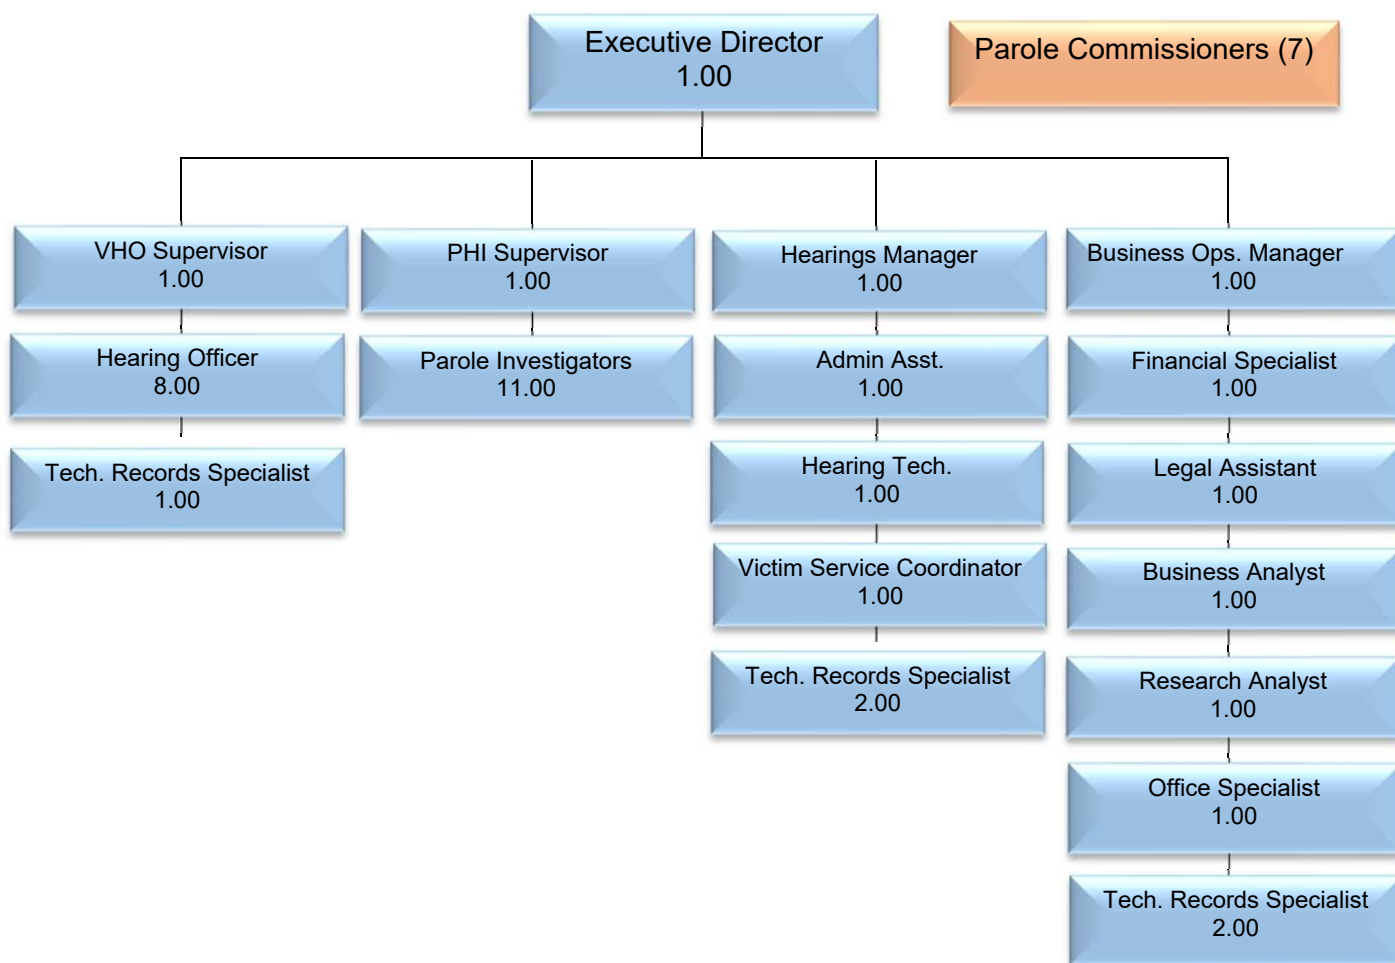 Executive Director
1.00
Parole Commissioners (7)
VHO Supervisor
1.00
PHI Supervisor
1.00
Hearings Manager
1.00
Business Ops. Manager
1.00
Hearing Officer
8.00
Parole Investigators
11.00
Admin Asst.
1.00
Financial Specialist
1.00
Tech. Records Specialist
1.00
Hearing Tech.
1.00
Legal Assistant
1.00
Victim Service Coordinator
1.00
Business Analyst
1.00
Tech. Records Specialist
2.00
Research Analyst
1.00
Office Specialist
1.00
Tech. Records Specialist
2.00